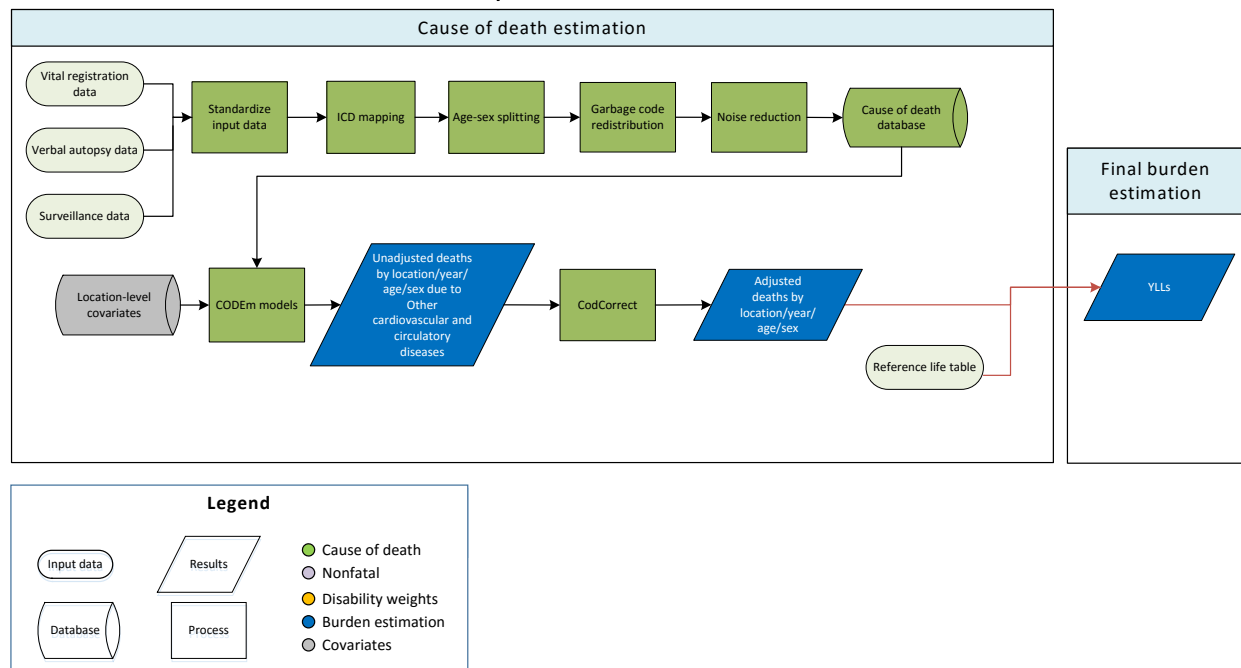 Cause of death estimation
Vital registration
data
Verbal autopsy data
Surveillance data
Standardize
input data
ICD mapping
Age-sex splitting
Garbage code
redistribution
Noise reduction
Cause of death
database
Location-level
covariates
CODEm models
Unadjusted deaths
by location/year/
age/sex due to
Other
cardiovascular and
circulatory
diseases
CodCorrect
Adjusted
deaths by
location/year/
age/sex
Reference life table
Final burden
estimation
YLLs
Legend
Input data
Results
Database
Process
Cause of death
Nonfatal
Disability weights
Burden estimation
Covariates